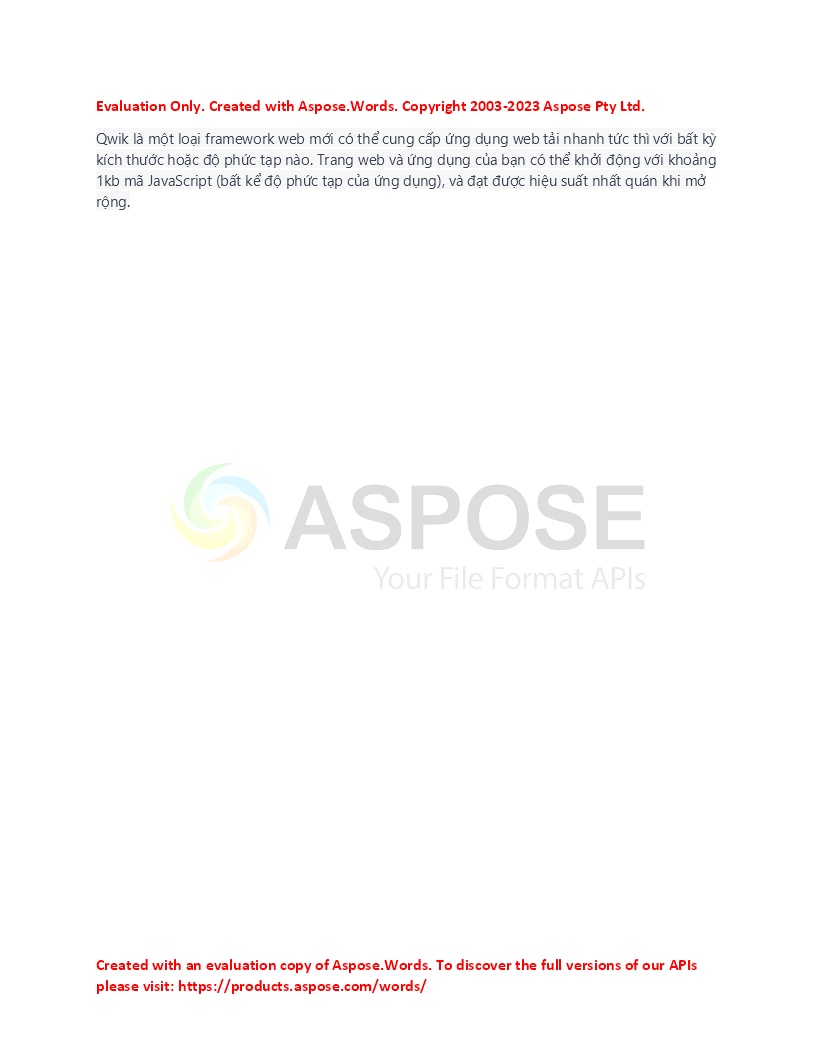 Evaluation Only. Created with Aspose.Words. Copyright 2003-2023 Aspose Pty Ltd.
Qwik là một loại framework web mới có thể cung cấp ứng dụng web tải nhanh tức thì với bất kỳ
kích thước hoặc độ phức tạp nào. Trang web và ứng dụng của bạn có thể khởi động với khoảng
1kb mã JavaScript (bất kể độ phức tạp của ứng dụng), và đạt được hiệu suất nhất quán khi mở
rộng.
ASPOSE
Your File Format APIs
Created with an evaluation copy of Aspose.Words. To discover the full versions of our APIs
please visit: https://products.aspose.com/words/